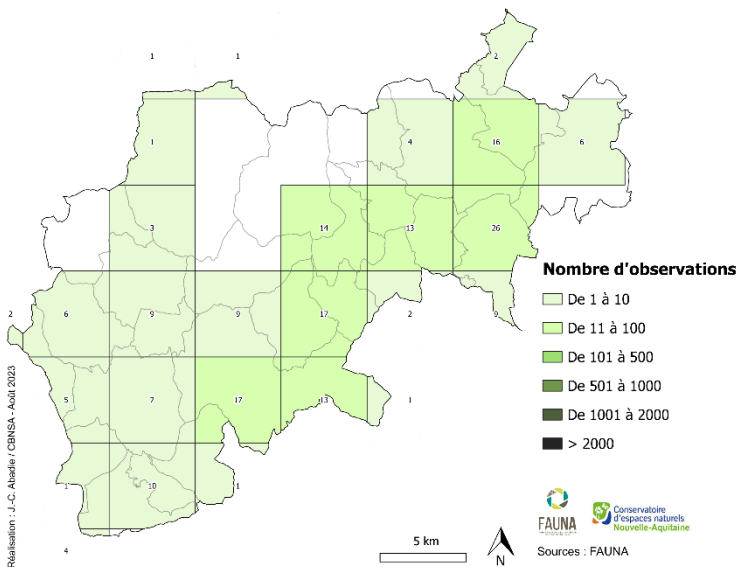 1 1
2
1 4 16 6
3 14 13 26
2 6 9 9 17 2 9
5 7 17 13 1
1 10 1
4
Nombre d'observations
De 1 à 10
De 11 à 100
De 101 à 500
De 501 à 1000
De 1001 à 2000
> 2000
Réalisation : J.-C. Abadie / CBNSA - Août 2023
5 km
N
FAUNA
Conservatoire
d'espaces naturels
Nouvelle-Aquitaine
Sources : FAUNA